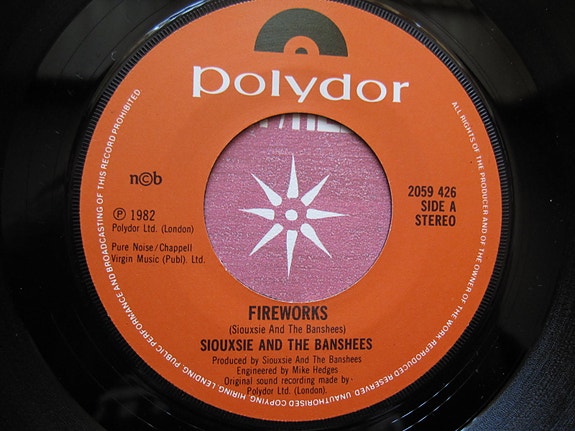 polydor
ncb
℗ 1982
Polydor Ltd. (London)
Pure Noise/Chappell
Virgin Music (Publ). Ltd.
2059 426
SIDE A
STEREO
FIREWORKS
(Siouxsie And The Banshees)
SIOUXSIE AND THE BANSHEES
Produced by Siouxsie And The Banshees
Engineered by Mike Hedges
Original sound recording made by
Polydor Ltd. (London).
ALL RIGHTS OF THE PRODUCER AND OF THE OWNER OF THE WORK REPRODUCED RESERVED. UNAUTHORISED COPYING, HIRING, LENDING, PUBLIC PERFORMANCE AND BROADCASTING OF THIS RECORD PROHIBITED